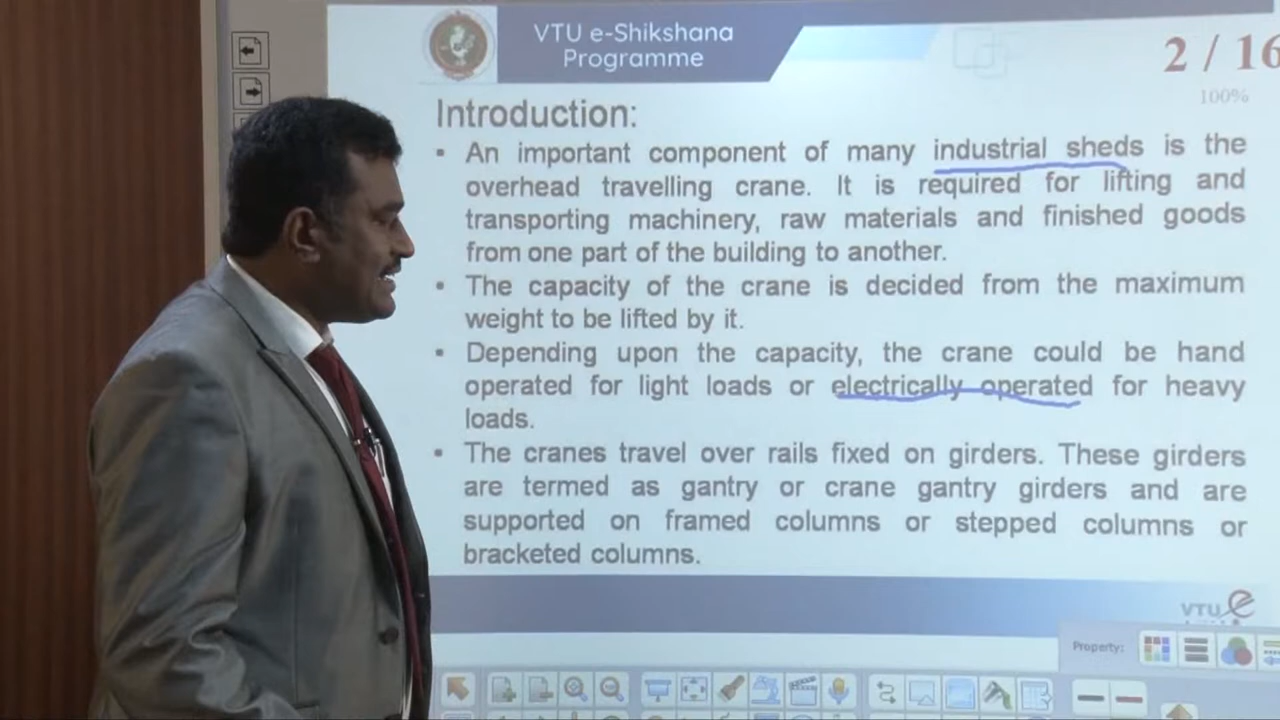 VTU e-Shikshana
Programme
2 / 16
100%
Introduction:
▪ An important component of many industrial sheds is the
overhead travelling crane. It is required for lifting and
transporting machinery, raw materials and finished goods
from one part of the building to another.
▪ The capacity of the crane is decided from the maximum
weight to be lifted by it.
▪ Depending upon the capacity, the crane could be hand
operated for light loads or electrically operated for heavy
loads.
▪ The cranes travel over rails fixed on girders. These girders
are termed as gantry or crane gantry girders and are
supported on framed columns or stepped columns or
bracketed columns.
VTU e
Property: